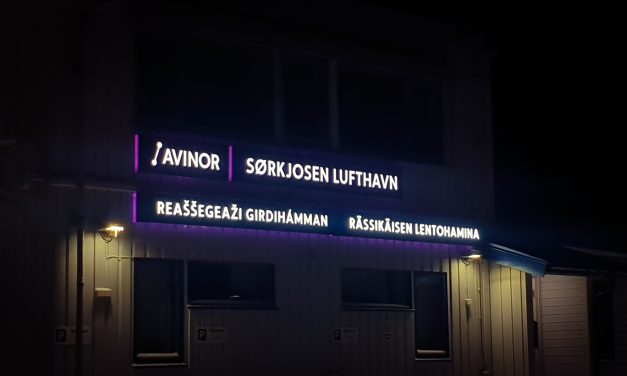 AVINOR SØRKJOSEN LUFTHAVN
REAŠŠEGEAŽI GIRDIHÁMMAN RÄSSIKÄISEN LENTOHAMINA
P
P